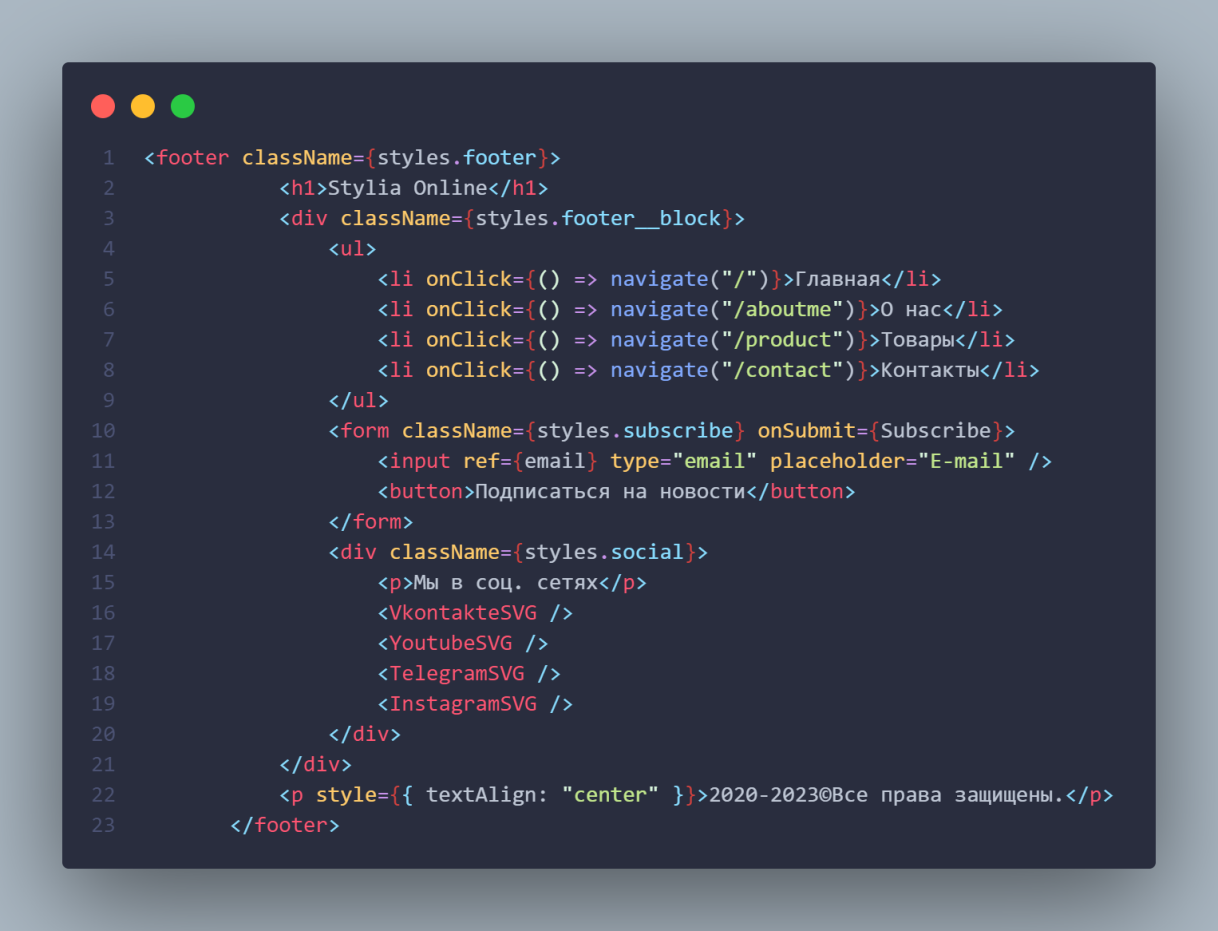 1 <footer className={styles.footer}>
2 <h1>Stylia Online</h1>
3 <div className={styles.footer__block}>
4 <ul>
5 <li onClick={() => navigate("/")}>Главная</li>
6 <li onClick={() => navigate("/aboutme")}>О нас</li>
7 <li onClick={() => navigate("/product")}>Товары</li>
8 <li onClick={() => navigate("/contact")}>Контакты</li>
9 </ul>
10 <form className={styles.subscribe} onSubmit={Subscribe}>
11 <input ref={email} type="email" placeholder="E-mail" />
12 <button>Подписаться на новости</button>
13 </form>
14 <div className={styles.social}>
15 <p>Мы в соц. сетях</p>
16 <VkontakteSVG />
17 <YoutubeSVG />
18 <TelegramSVG />
19 <InstagramSVG />
20 </div>
21 </div>
22 <p style={{ textAlign: "center" }}>2020-2023©Все права защищены.</p>
23 </footer>